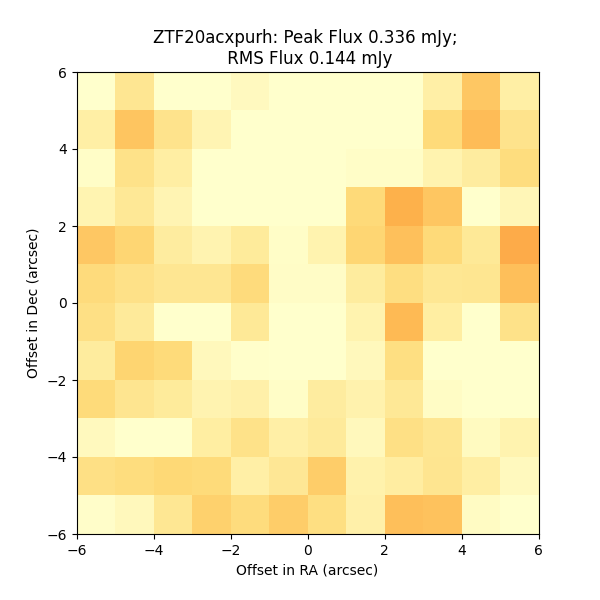 ZTF20acxpurh: Peak Flux 0.336 mJy;
RMS Flux 0.144 mJy
6
4
2
0
−2
−4
−6
Offset in Dec (arcsec)
−6 −4 −2 0 2 4 6
Offset in RA (arcsec)